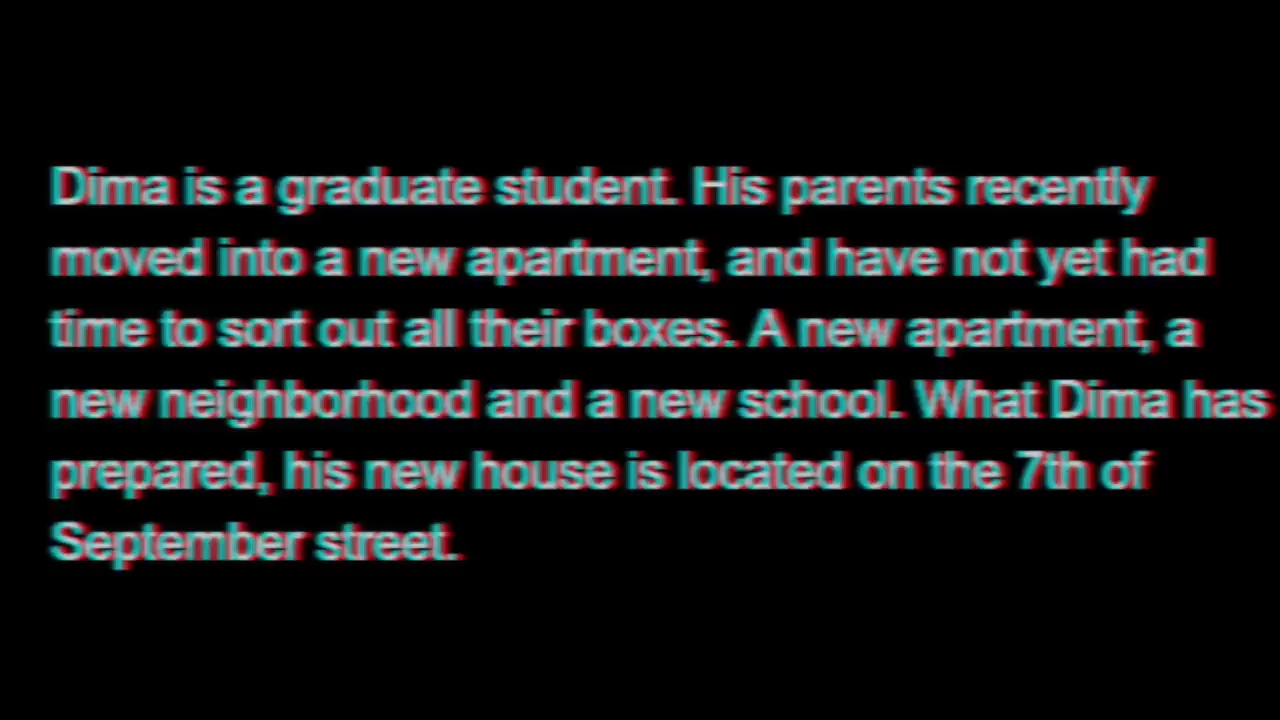 Dima is a graduate student. His parents recently
moved into a new apartment, and have not yet had
time to sort out all their boxes. A new apartment, a
new neighborhood and a new school. What Dima has
prepared, his new house is located on the 7th of
September street.